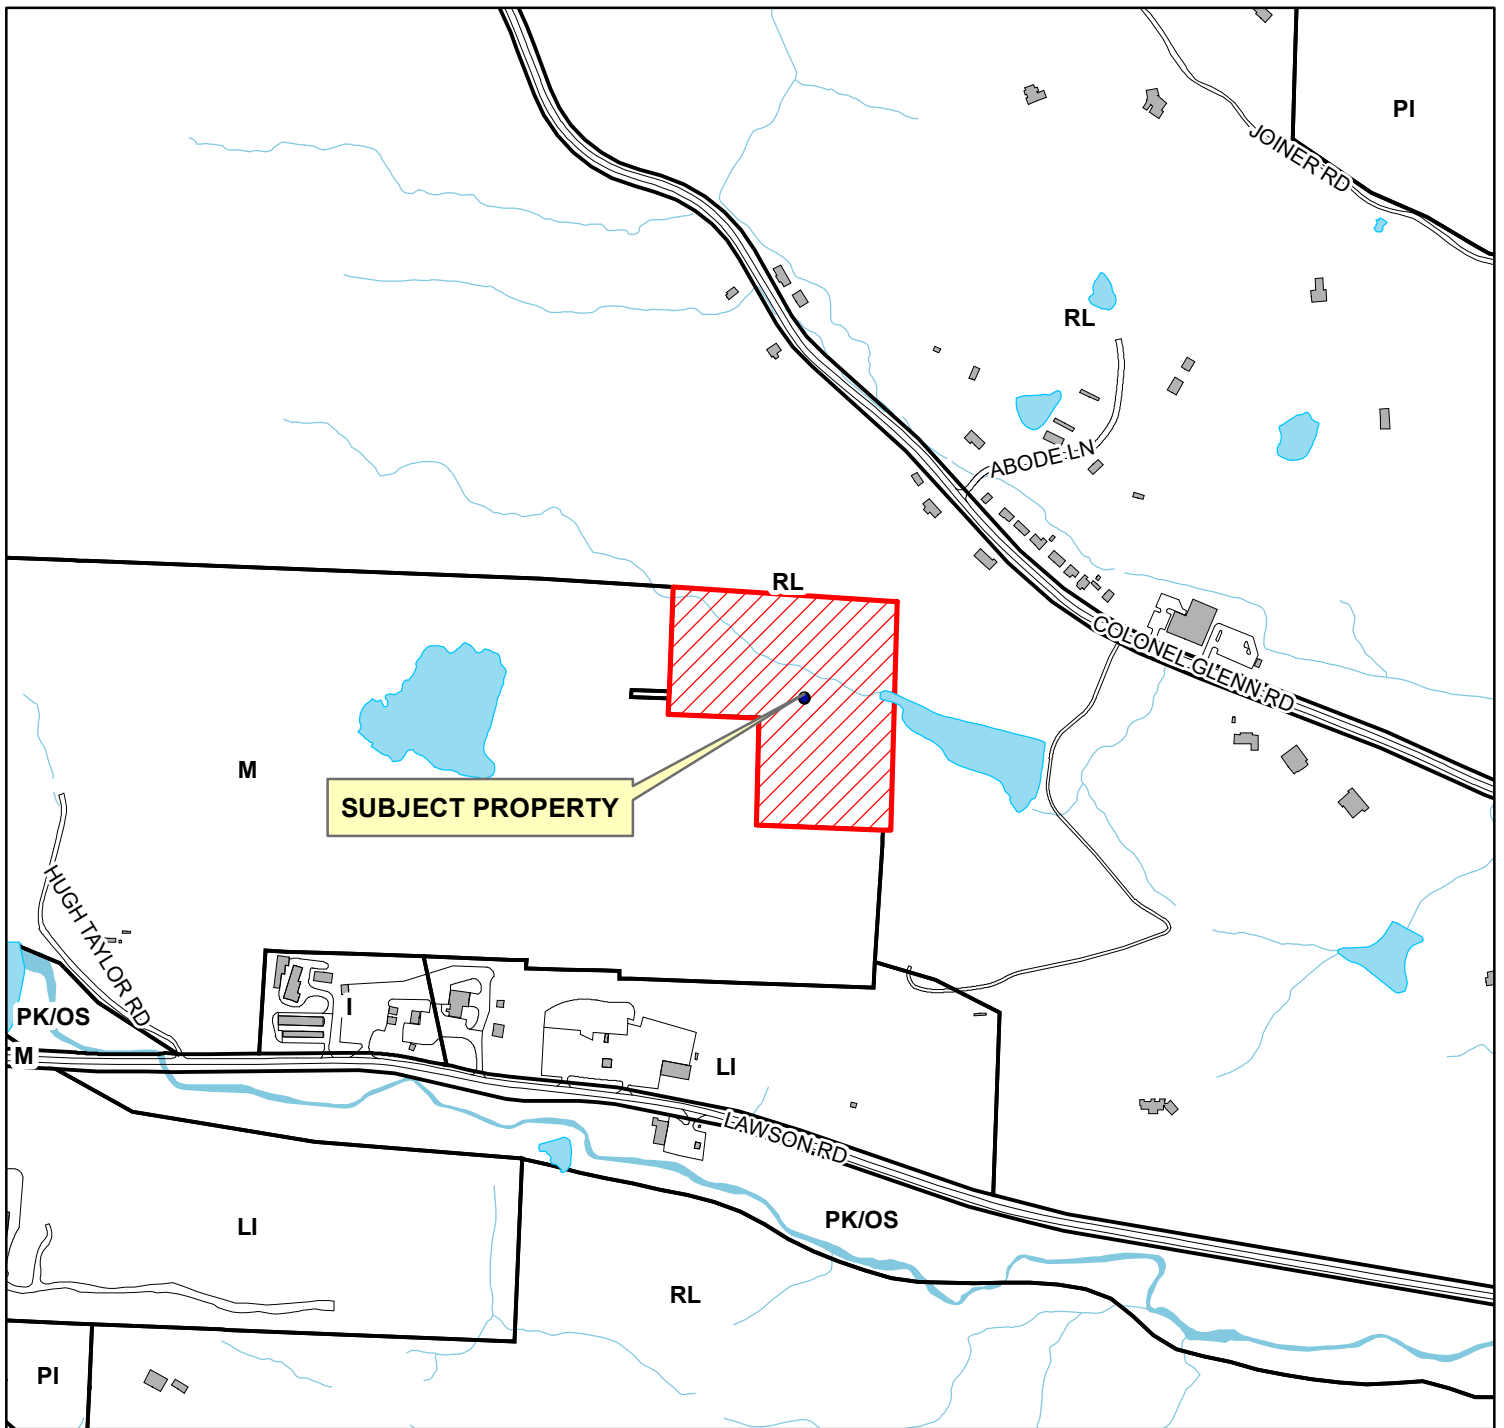 PI
JOINER RD
RL
ABODE LN
RL
COLONEL GLENN RD
M
SUBJECT PROPERTY
HUGH TAYLOR RD
I
PK/OS
M
LI
LAWSON RD
PK/OS
LI
RL
PI